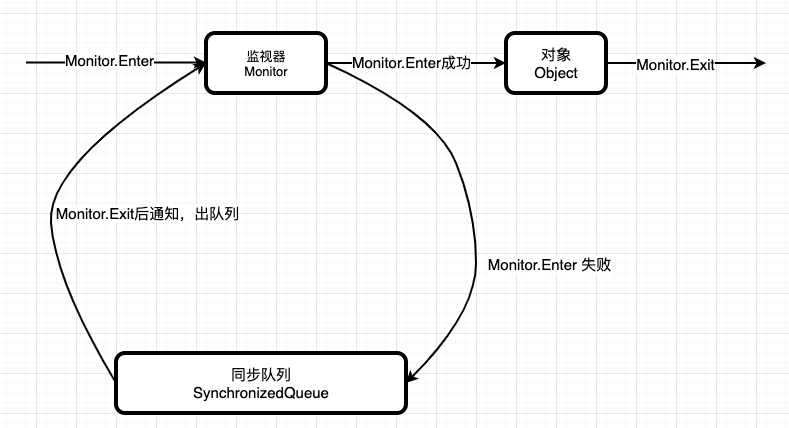 Monitor.Enter
监视器
Monitor
Monitor.Enter成功
对象
Object
Monitor.Exit
Monitor.Exit后通知，出队列
Monitor.Enter 失败
同步队列
SynchronizedQueue